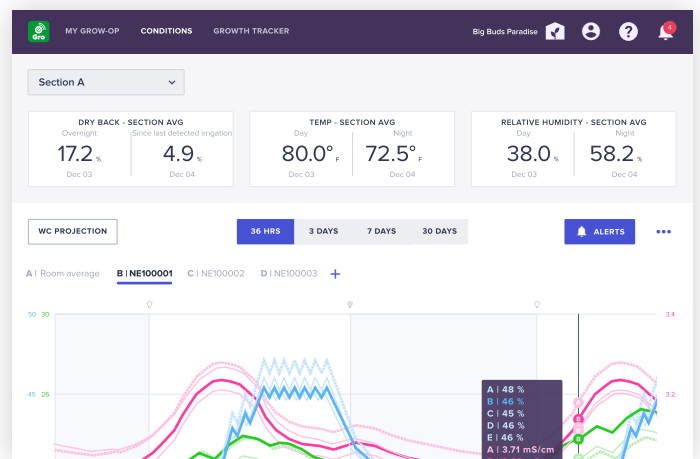 Gro MY GROW-OP CONDITIONS GROWTH TRACKER Big Buds Paradise ? 4
Section A
DRY BACK - SECTION AVG
Overnight Since last detected irrigation
17.2 % 4.9 %
Dec 03 Dec 04
TEMP - SECTION AVG
Day Night
80.0° F 72.5° F
Dec 03 Dec 04
RELATIVE HUMIDITY - SECTION AVG
Day Night
38.0 % 58.2 %
Dec 03 Dec 04
WC PROJECTION 36 HRS 3 DAYS 7 DAYS 30 DAYS ALERTS
A | Room average B | NE100001 C | NE100002 D | NE100003 +
50 30 3.4
45 26 3.2
A | 48 %
B | 46 %
C | 45 %
D | 46 %
E | 46 %
A | 3.71 mS/cm